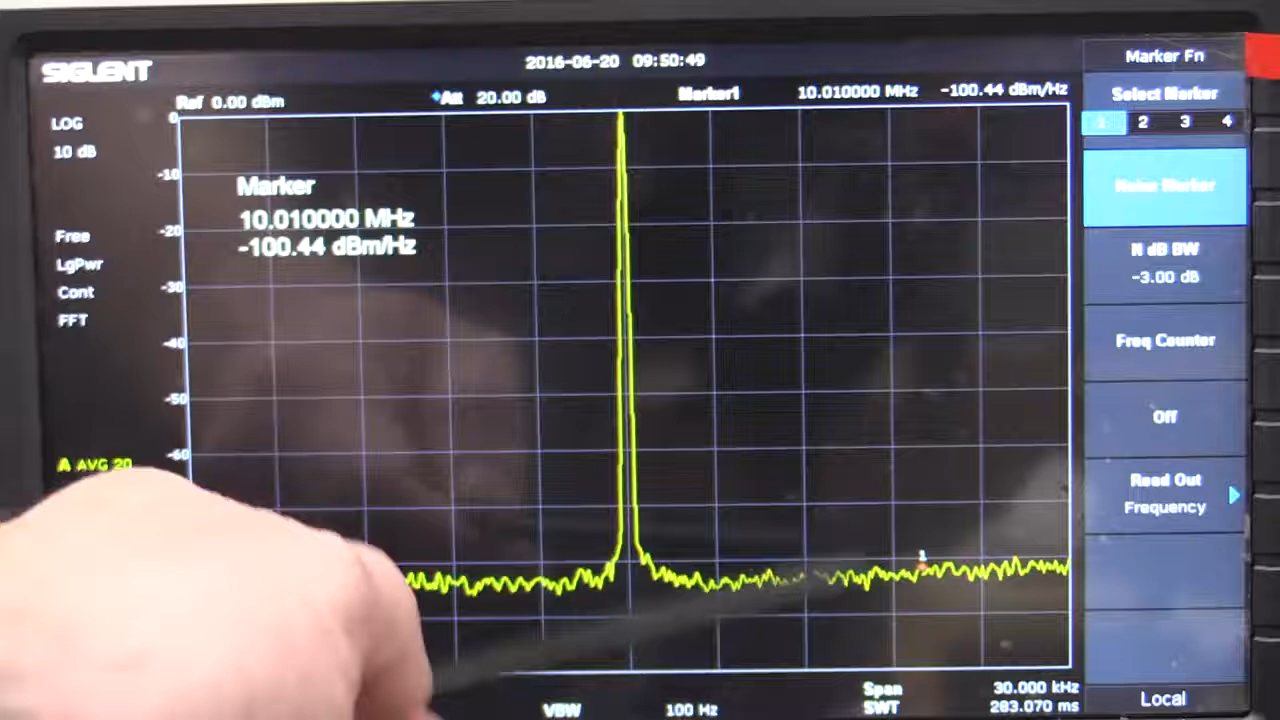 SIGLENT
2016-06-20 09:50:49
Marker Fn
Ref 0.00 dBm
Att 20.00 dB
Marker1
10.010000 MHz
-100.44 dBm/Hz
Select Marker
1 2 3 4
LOG
10 dB
0
-10
-20
-30
-40
-50
-60
Marker
10.010000 MHz
-100.44 dBm/Hz
Free
LgPwr
Cont
FFT
A AVG 20
1
Noise Marker
N dB BW
-3.00 dB
Freq Counter
Off
Read Out
Frequency
Local
VBW 100 Hz
Span 30.000 kHz
SWT 283.070 ms